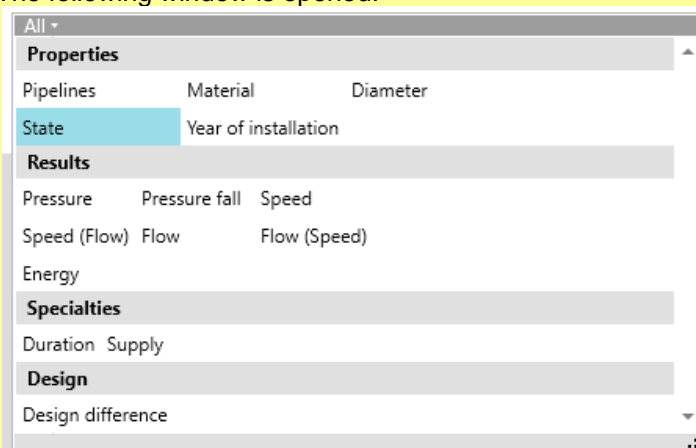 The following window is opened.
All
Properties
Pipelines Material Diameter
State Year of installation
Results
Pressure Pressure fall Speed
Speed (Flow) Flow Flow (Speed)
Energy
Specialties
Duration Supply
Design
Design difference